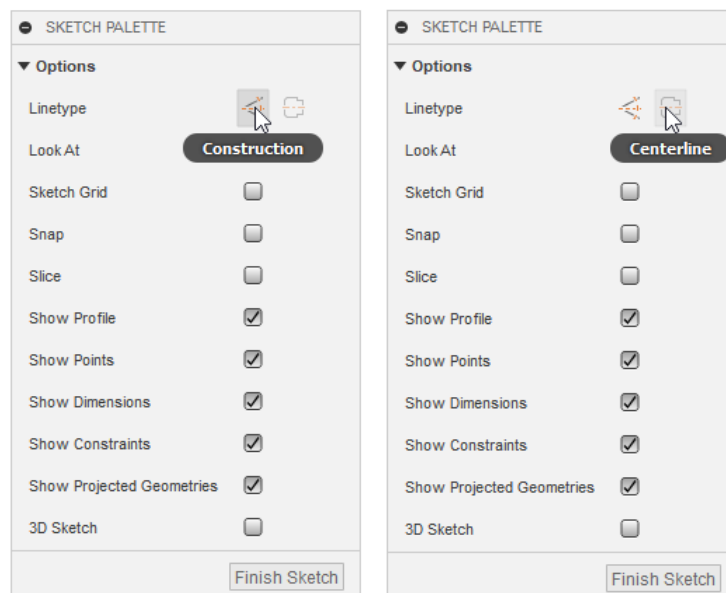 SKETCH PALETTE
Options
Linetype
Look At
Construction
Sketch Grid
Snap
Slice
Show Profile
Show Points
Show Dimensions
Show Constraints
Show Projected Geometries
3D Sketch
Finish Sketch
SKETCH PALETTE
Options
Linetype
Look At
Centerline
Sketch Grid
Snap
Slice
Show Profile
Show Points
Show Dimensions
Show Constraints
Show Projected Geometries
3D Sketch
Finish Sketch